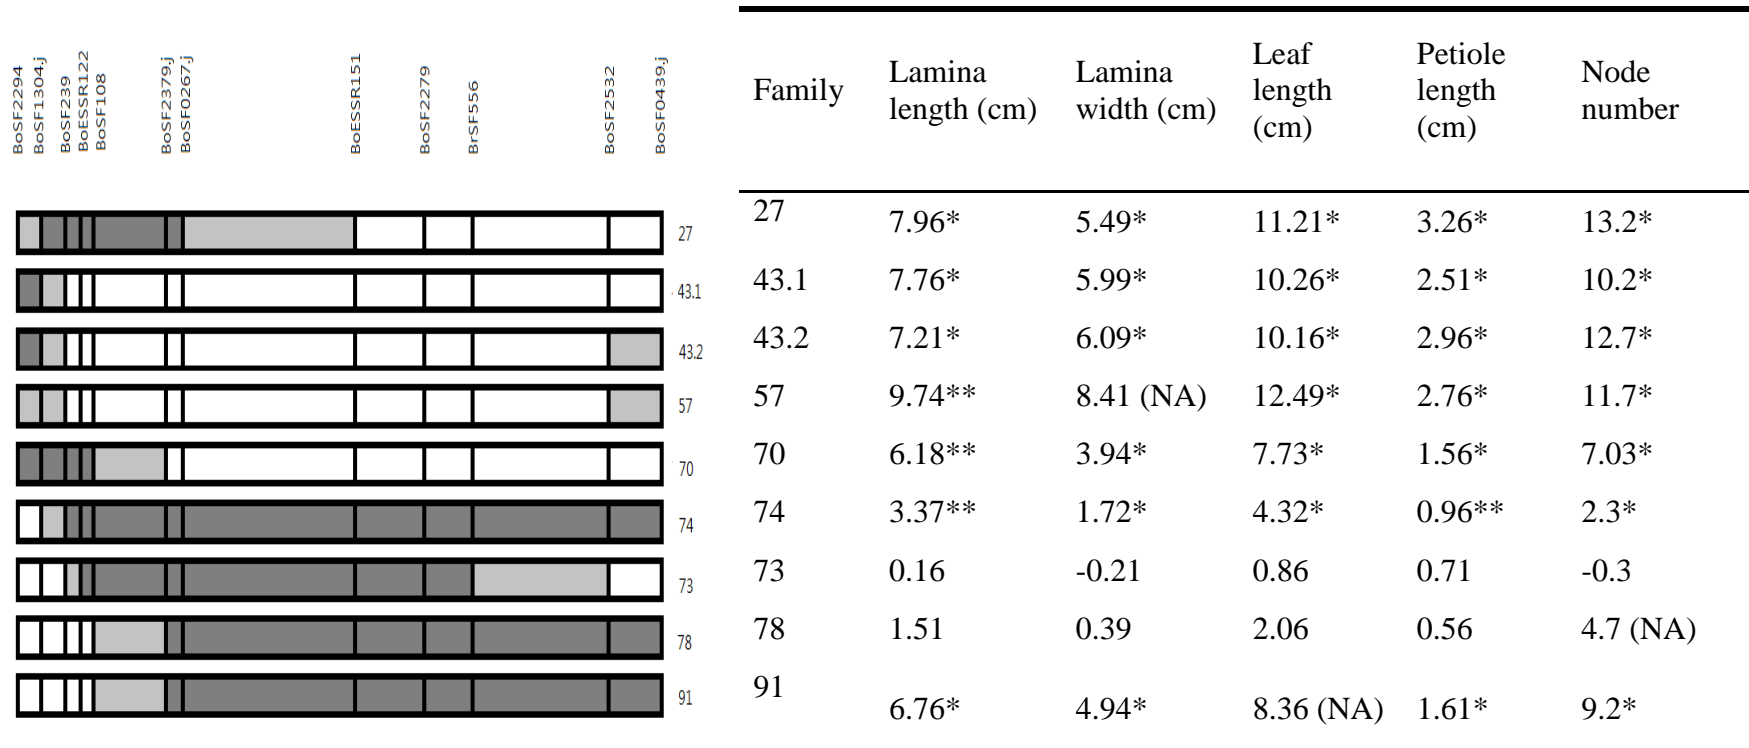 BoSF2294
BoSF1304.j
BoSF239
BoESSR122
BoSF108
BoSF2379.j
BoSF0267.j
BoESSR151
BoSF2279
BrSF556
BoSF2532
BoSF0439.j
27
43.1
43.2
57
70
74
73
78
91
Family Lamina length (cm) Lamina width (cm) Leaf length (cm) Petiole length (cm) Node number
27 7.96* 5.49* 11.21* 3.26* 13.2*
43.1 7.76* 5.99* 10.26* 2.51* 10.2*
43.2 7.21* 6.09* 10.16* 2.96* 12.7*
57 9.74** 8.41 (NA) 12.49* 2.76* 11.7*
70 6.18** 3.94* 7.73* 1.56* 7.03*
74 3.37** 1.72* 4.32* 0.96** 2.3*
73 0.16 -0.21 0.86 0.71 -0.3
78 1.51 0.39 2.06 0.56 4.7 (NA)
91 6.76* 4.94* 8.36 (NA) 1.61* 9.2*